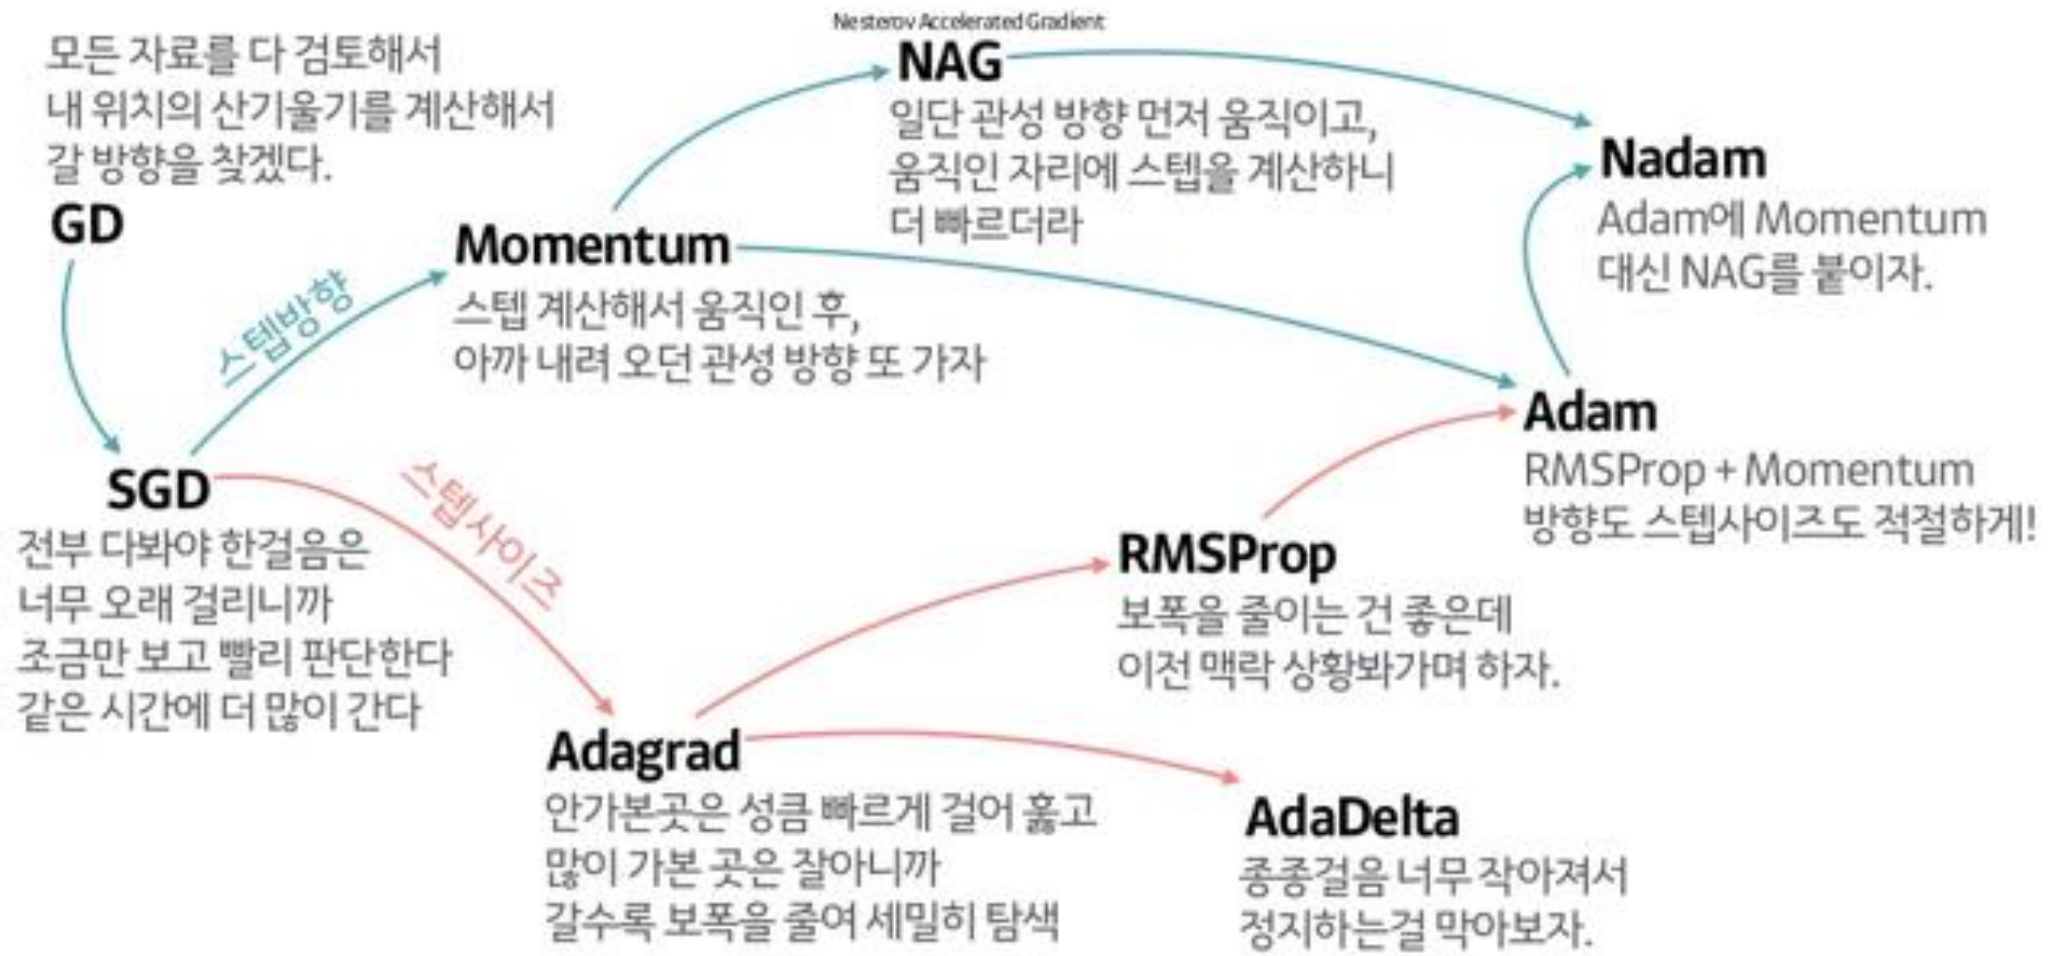 모든 자료를 다 검토해서
내 위치의 산기울기를 계산해서
갈 방향을 찾겠다.
GD
스텝방향
SGD
전부 다봐야 한걸음은
너무 오래 걸리니까
조금만 보고 빨리 판단한다
같은 시간에 더 많이 간다
Momentum
스텝 계산해서 움직인 후,
아까 내려 오던 관성 방향 또 가자
Nesterov Accelerated Gradient
NAG
일단 관성 방향 먼저 움직이고,
움직인 자리에 스텝을 계산하니
더 빠르더라
Nadam
Adam에 Momentum
대신 NAG를 붙이자.
Adam
RMSProp + Momentum
방향도 스텝사이즈도 적절하게!
스텝사이즈
RMSProp
보폭을 줄이는 건 좋은데
이전 맥락 상황봐가며 하자.
Adagrad
안가본곳은 성큼 빠르게 걸어 훓고
많이 가본 곳은 잘아니까
갈수록 보폭을 줄여 세밀히 탐색
AdaDelta
종종걸음 너무 작아져서
정지하는걸 막아보자.